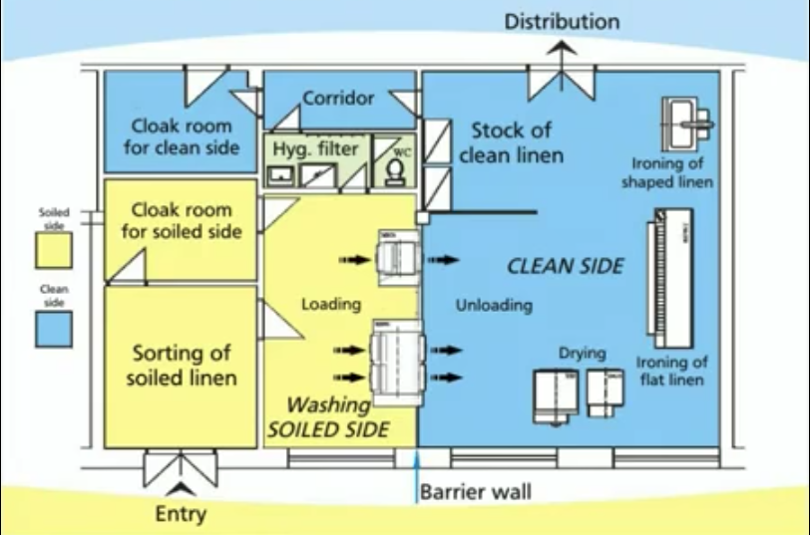 Distribution
Corridor
Cloak room
for clean side
Hyg. filter
WC
Stock of
clean linen
Ironing of
shaped linen
Soiled
side
Cloak room
for soiled side
Clean
side
CLEAN SIDE
Loading
Unloading
Sorting of
soiled linen
Drying
Ironing of
flat linen
Washing
SOILED SIDE
Barrier wall
Entry